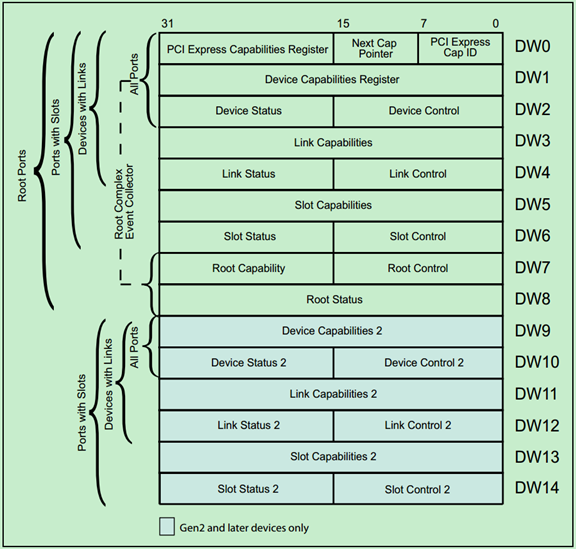 31 15 7 0
PCI Express Capabilities Register
Next Cap
Pointer
PCI Express
Cap ID
DW0
Device Capabilities Register
DW1
Device Status
Device Control
DW2
Link Capabilities
DW3
Link Status
Link Control
DW4
Slot Capabilities
DW5
Slot Status
Slot Control
DW6
Root Capability
Root Control
DW7
Root Status
DW8
Device Capabilities 2
DW9
Device Status 2
Device Control 2
DW10
Link Capabilities 2
DW11
Link Status 2
Link Control 2
DW12
Slot Capabilities 2
DW13
Slot Status 2
Slot Control 2
DW14
Root Ports
Ports with Slots
Devices with Links
All Ports
Root Complex
Event Collector
Ports with Slots
Devices with Links
All Ports
Gen2 and later devices only